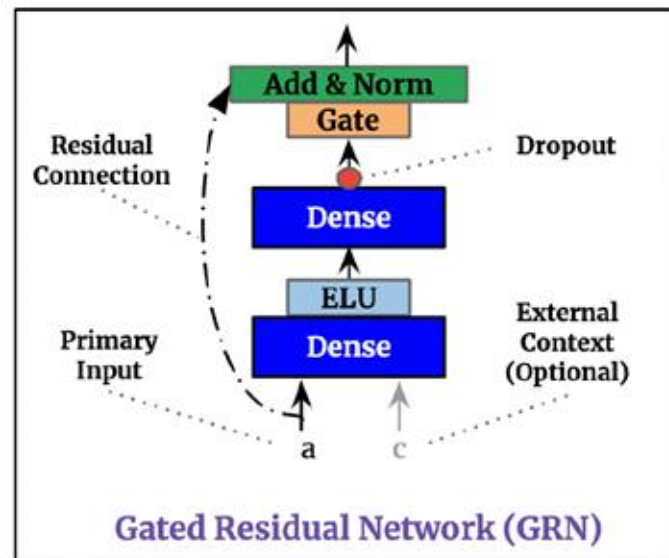 Add & Norm
Gate
Residual
Connection
Dropout
Dense
ELU
Dense
Primary
Input
External
Context
(Optional)
a
c
Gated Residual Network (GRN)